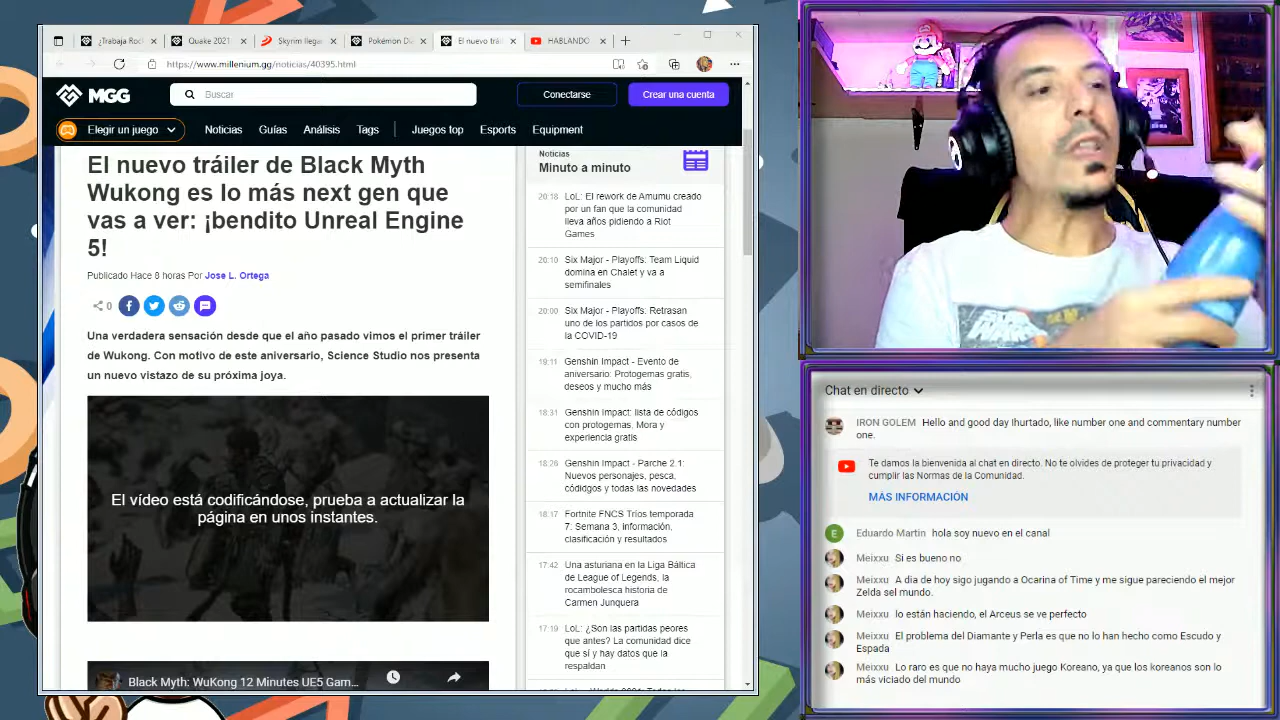 ¿Trabaja Roc
Quake 2021
Skyrim llega
Pokémon Di
El nuevo trái
HABLANDO
https://www.millenium.gg/noticias/40395.html
MGG
Buscar
Conectarse
Crear una cuenta
Elegir un juego
Noticias
Guías
Análisis
Tags
Juegos top
Esports
Equipment
El nuevo tráiler de Black Myth
Wukong es lo más next gen que
vas a ver: ¡bendito Unreal Engine
5!
Publicado Hace 8 horas Por Jose L. Ortega
0
Una verdadera sensación desde que el año pasado vimos el primer tráiler
de Wukong. Con motivo de este aniversario, Science Studio nos presenta
un nuevo vistazo de su próxima joya.
El vídeo está codificándose, prueba a actualizar la
página en unos instantes.
Black Myth: WuKong 12 Minutes UE5 Gam...
Noticias
Minuto a minuto
20:18 LoL: El rework de Amumu creado
por un fan que la comunidad
lleva años pidiendo a Riot
Games
20:10 Six Major - Playoffs: Team Liquid
domina en Chalet y va a
semifinales
20:00 Six Major - Playoffs: Retrasan
uno de los partidos por casos de
la COVID-19
19:11 Genshin Impact - Evento de
aniversario: Protogemas gratis,
deseos y mucho más
18:31 Genshin Impact: lista de códigos
con protogemas, Mora y
experiencia gratis
18:26 Genshin Impact - Parche 2.1:
Nuevos personajes, pesca,
códigos y todas las novedades
18:17 Fortnite FNCS Tríos temporada
7: Semana 3, información,
clasificación y resultados
17:42 Una asturiana en la Liga Báltica
de League of Legends, la
rocambolesca historia de
Carmen Junquera
17:19 LoL: ¿Son las partidas peores
que antes? La comunidad dice
que sí y hay datos que la
respaldan
STAR
WARS
Chat en directo
IRON GOLEM Hello and good day Ihurtado, like number one and commentary number
one.
Te damos la bienvenida al chat en directo. No te olvides de proteger tu privacidad y
cumplir las Normas de la Comunidad.
MÁS INFORMACIÓN
E
Eduardo Martin hola soy nuevo en el canal
Meixxu Si es bueno no
Meixxu A dia de hoy sigo jugando a Ocarina of Time y me sigue pareciendo el mejor
Zelda sel mundo.
Meixxu lo están haciendo, el Arceus se ve perfecto
Meixxu El problema del Diamante y Perla es que no lo han hecho como Escudo y
Espada
Meixxu Lo raro es que no haya mucho juego Koreano, ya que los koreanos son lo
más viciado del mundo